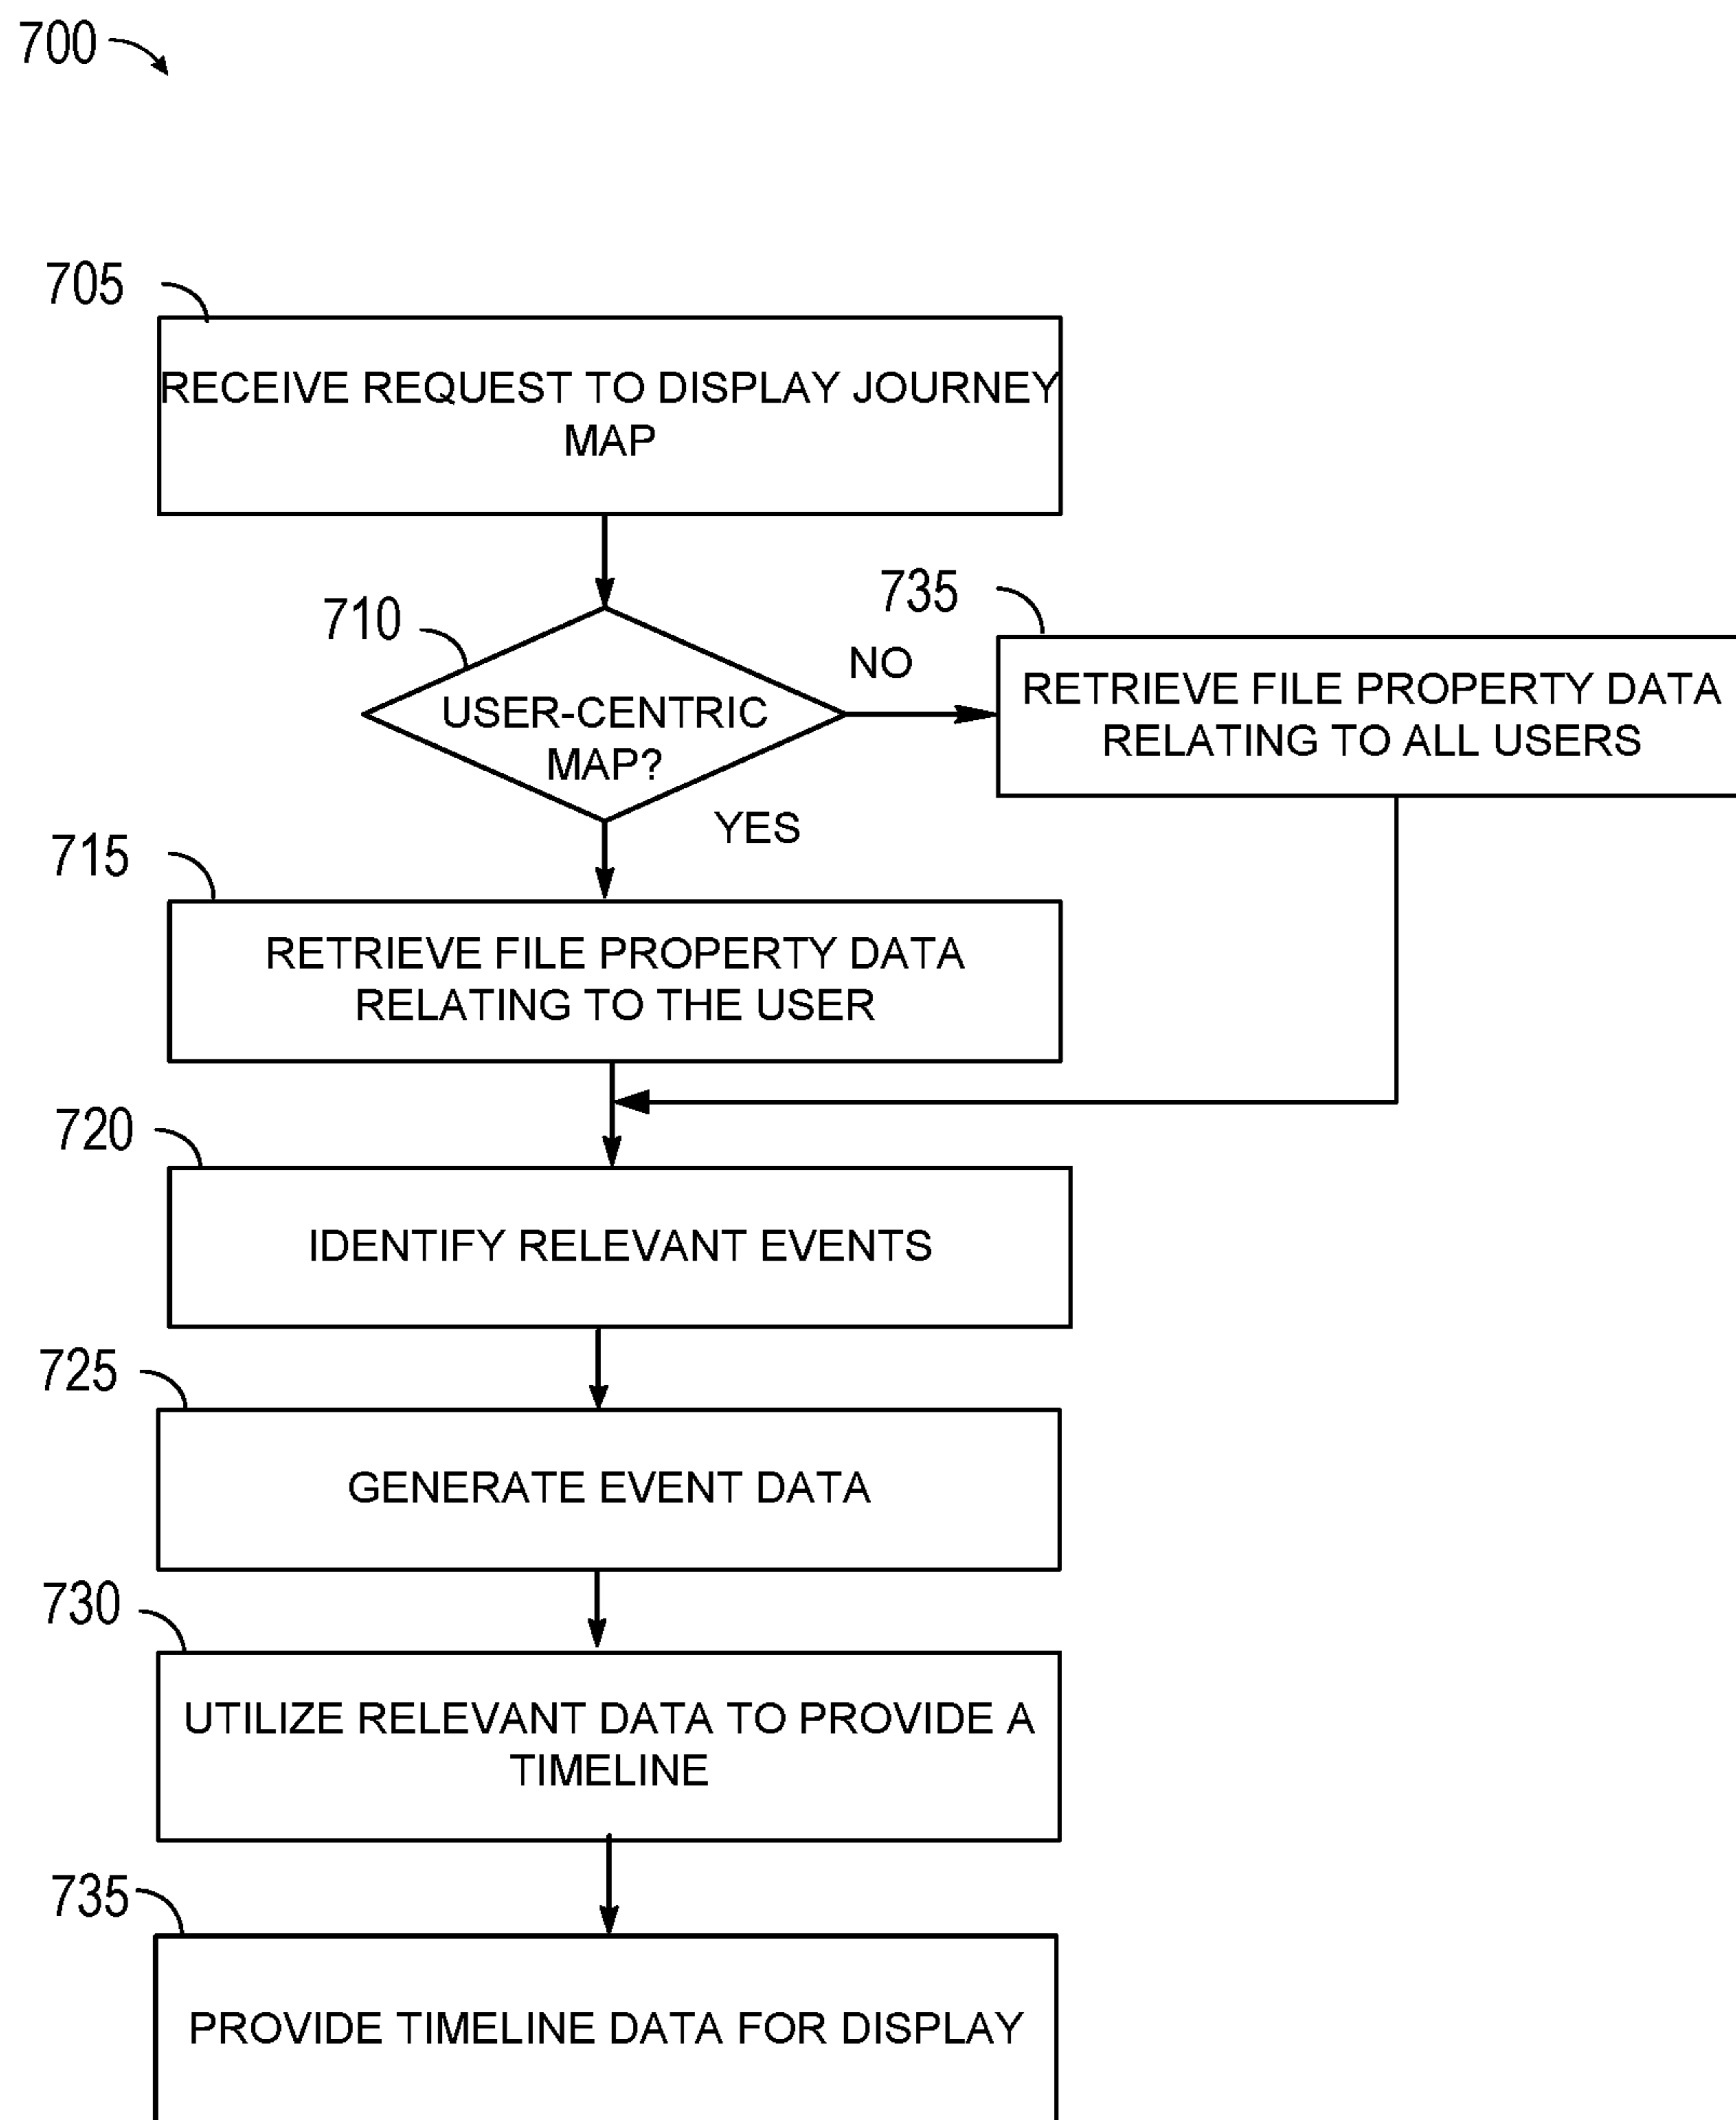 700
705
RECEIVE REQUEST TO DISPLAY JOURNEY
MAP
710
USER-CENTRIC
MAP?
NO
735
RETRIEVE FILE PROPERTY DATA
RELATING TO ALL USERS
YES
715
RETRIEVE FILE PROPERTY DATA
RELATING TO THE USER
720
IDENTIFY RELEVANT EVENTS
725
GENERATE EVENT DATA
730
UTILIZE RELEVANT DATA TO PROVIDE A
TIMELINE
735
PROVIDE TIMELINE DATA FOR DISPLAY